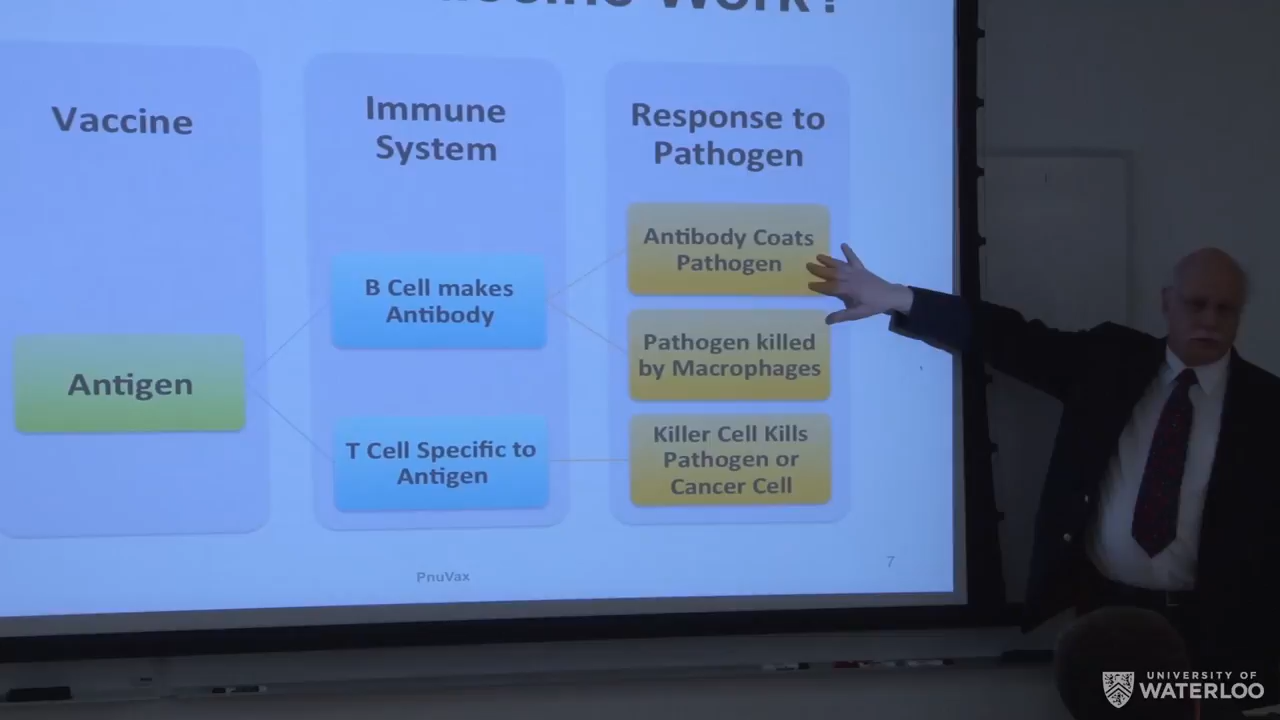 Work?
Vaccine
Antigen
Immune
System
B Cell makes
Antibody
T Cell Specific to
Antigen
Response to
Pathogen
Antibody Coats
Pathogen
Pathogen killed
by Macrophages
Killer Cell Kills
Pathogen or
Cancer Cell
PnuVax
7
UNIVERSITY OF
WATERLOO